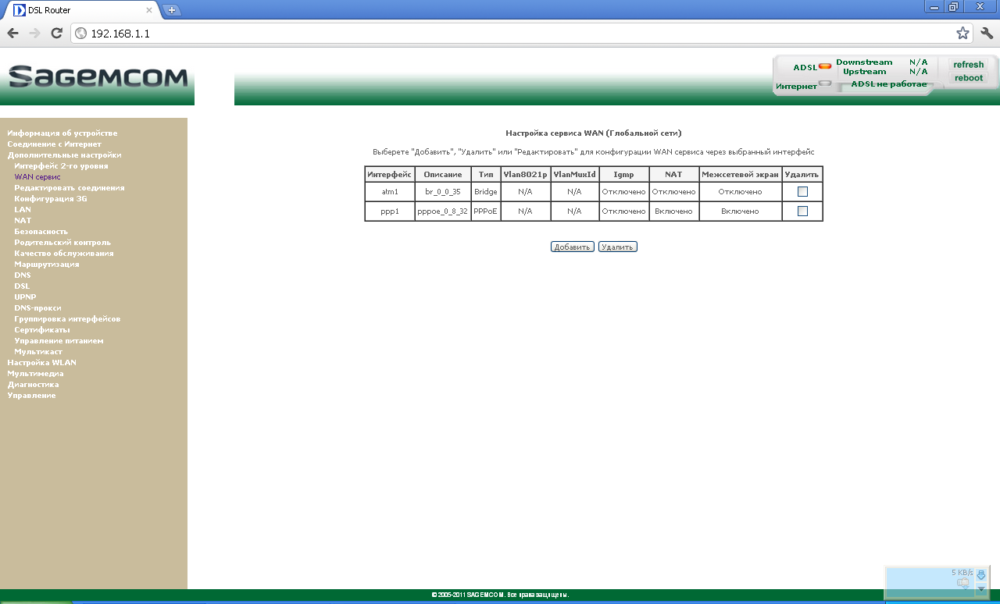 DSL Router
192.168.1.1
SAGEMCOM
ADSL Downstream N/A
Upstream N/A
Интернет ADSL не работае
refresh
reboot
Информация об устройстве
Соединение с Интернет
Дополнительные настройки
Интерфейс 2-го уровня
WAN сервис
Редактировать соединения
Конфигурация 3G
LAN
NAT
Безопасность
Родительский контроль
Качество обслуживания
Маршрутизация
DNS
DSL
UPNP
DNS-прокси
Группировка интерфейсов
Сертификаты
Управление питанием
Мультикаст
Настройка WLAN
Мультимедиа
Диагностика
Управление
Настройка сервиса WAN (Глобальной сети)
Выберете "Добавить", "Удалить" или "Редактировать" для конфигурации WAN сервиса через выбранный интерфейс
Интерфейс Описание Тип Vlan8021p VlanMuxId Igmp NAT Межсетевой экран Удалить
atm1 br_0_0_35 Bridge N/A N/A Отключено Отключено Отключено
ppp1 pppoe_0_8_32 PPPoE N/A N/A Отключено Включено Включено
Добавить Удалить
5 KB/s
© 2005-2011 SAGEMCOM. Все права защищены.